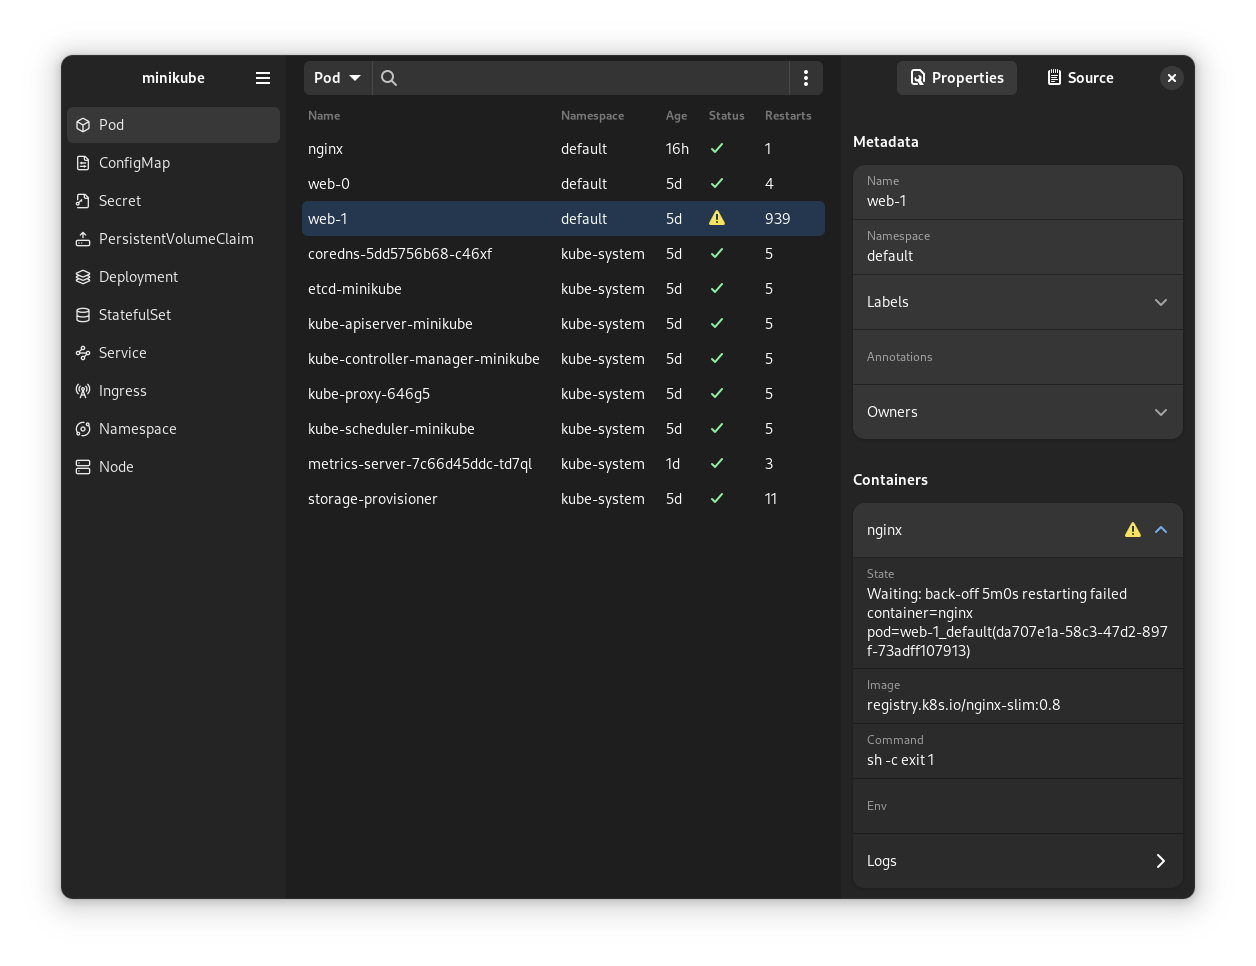 minikube
Pod
ConfigMap
Secret
PersistentVolumeClaim
Deployment
StatefulSet
Service
Ingress
Namespace
Node
Pod
Name Namespace Age Status Restarts
nginx default 16h 1
web-0 default 5d 4
web-1 default 5d 939
coredns-5dd5756b68-c46xf kube-system 5d 5
etcd-minikube kube-system 5d 5
kube-apiserver-minikube kube-system 5d 5
kube-controller-manager-minikube kube-system 5d 5
kube-proxy-646g5 kube-system 5d 5
kube-scheduler-minikube kube-system 5d 5
metrics-server-7c66d45ddc-td7ql kube-system 1d 3
storage-provisioner kube-system 5d 11
Properties Source
Metadata
Name
web-1
Namespace
default
Labels
Annotations
Owners
Containers
nginx
State
Waiting: back-off 5m0s restarting failed
container=nginx
pod=web-1_default(da707e1a-58c3-47d2-897
f-73adff107913)
Image
registry.k8s.io/nginx-slim:0.8
Command
sh -c exit 1
Env
Logs